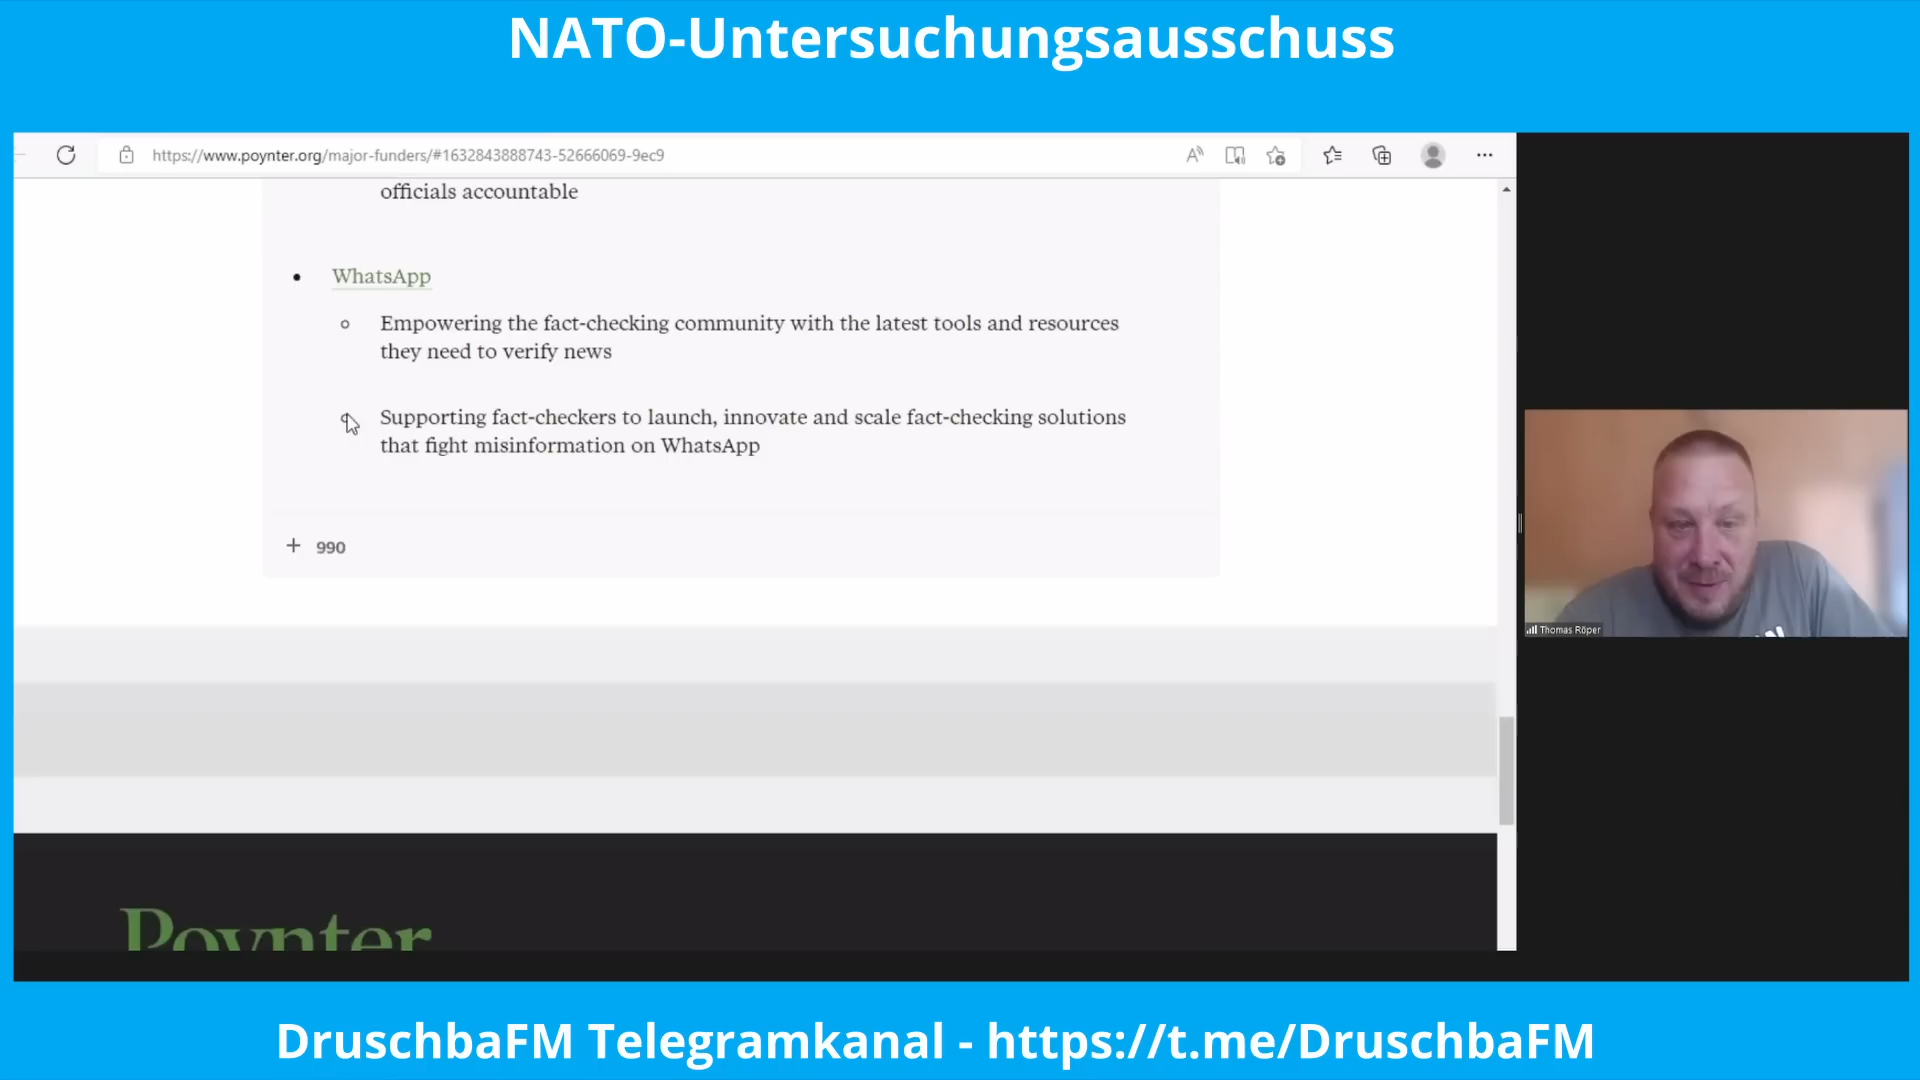 NATO-Untersuchungsausschuss
https://www.poynter.org/major-funders/#1632843888743-52666069-9ec9
officials accountable
WhatsApp
Empowering the fact-checking community with the latest tools and resources
they need to verify news
Supporting fact-checkers to launch, innovate and scale fact-checking solutions
that fight misinformation on WhatsApp
+ 990
Thomas Röper
Poynter
DruschbaFM Telegramkanal - https://t.me/DruschbaFM